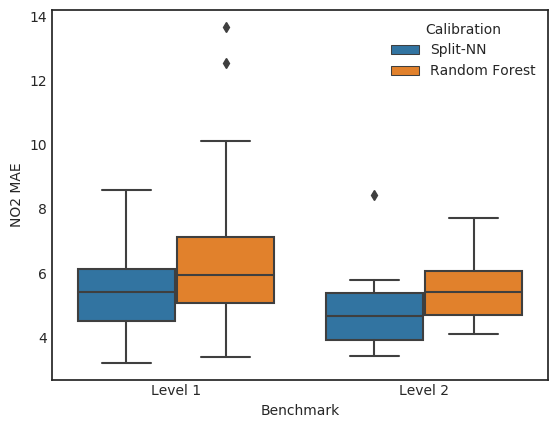 14
12
10
8
6
4
NO2 MAE
Calibration
Split-NN
Random Forest
Level 1
Level 2
Benchmark